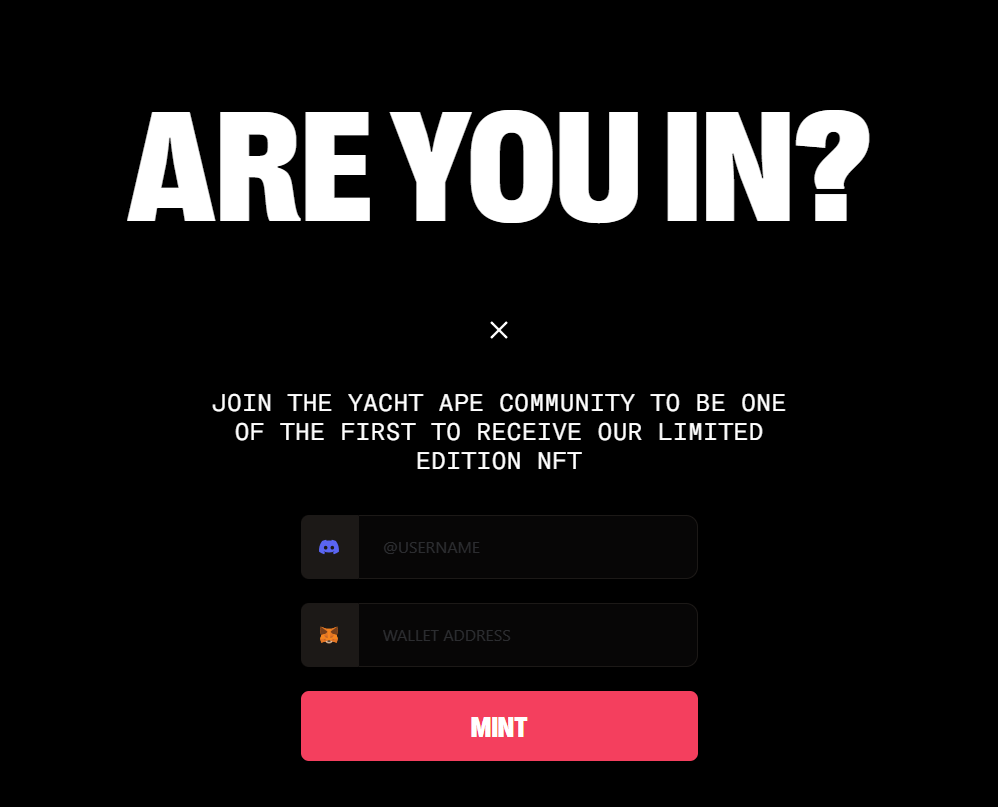 ARE YOU IN?
JOIN THE YACHT APE COMMUNITY TO BE ONE
OF THE FIRST TO RECEIVE OUR LIMITED
EDITION NFT
@USERNAME
WALLET ADDRESS
MINT